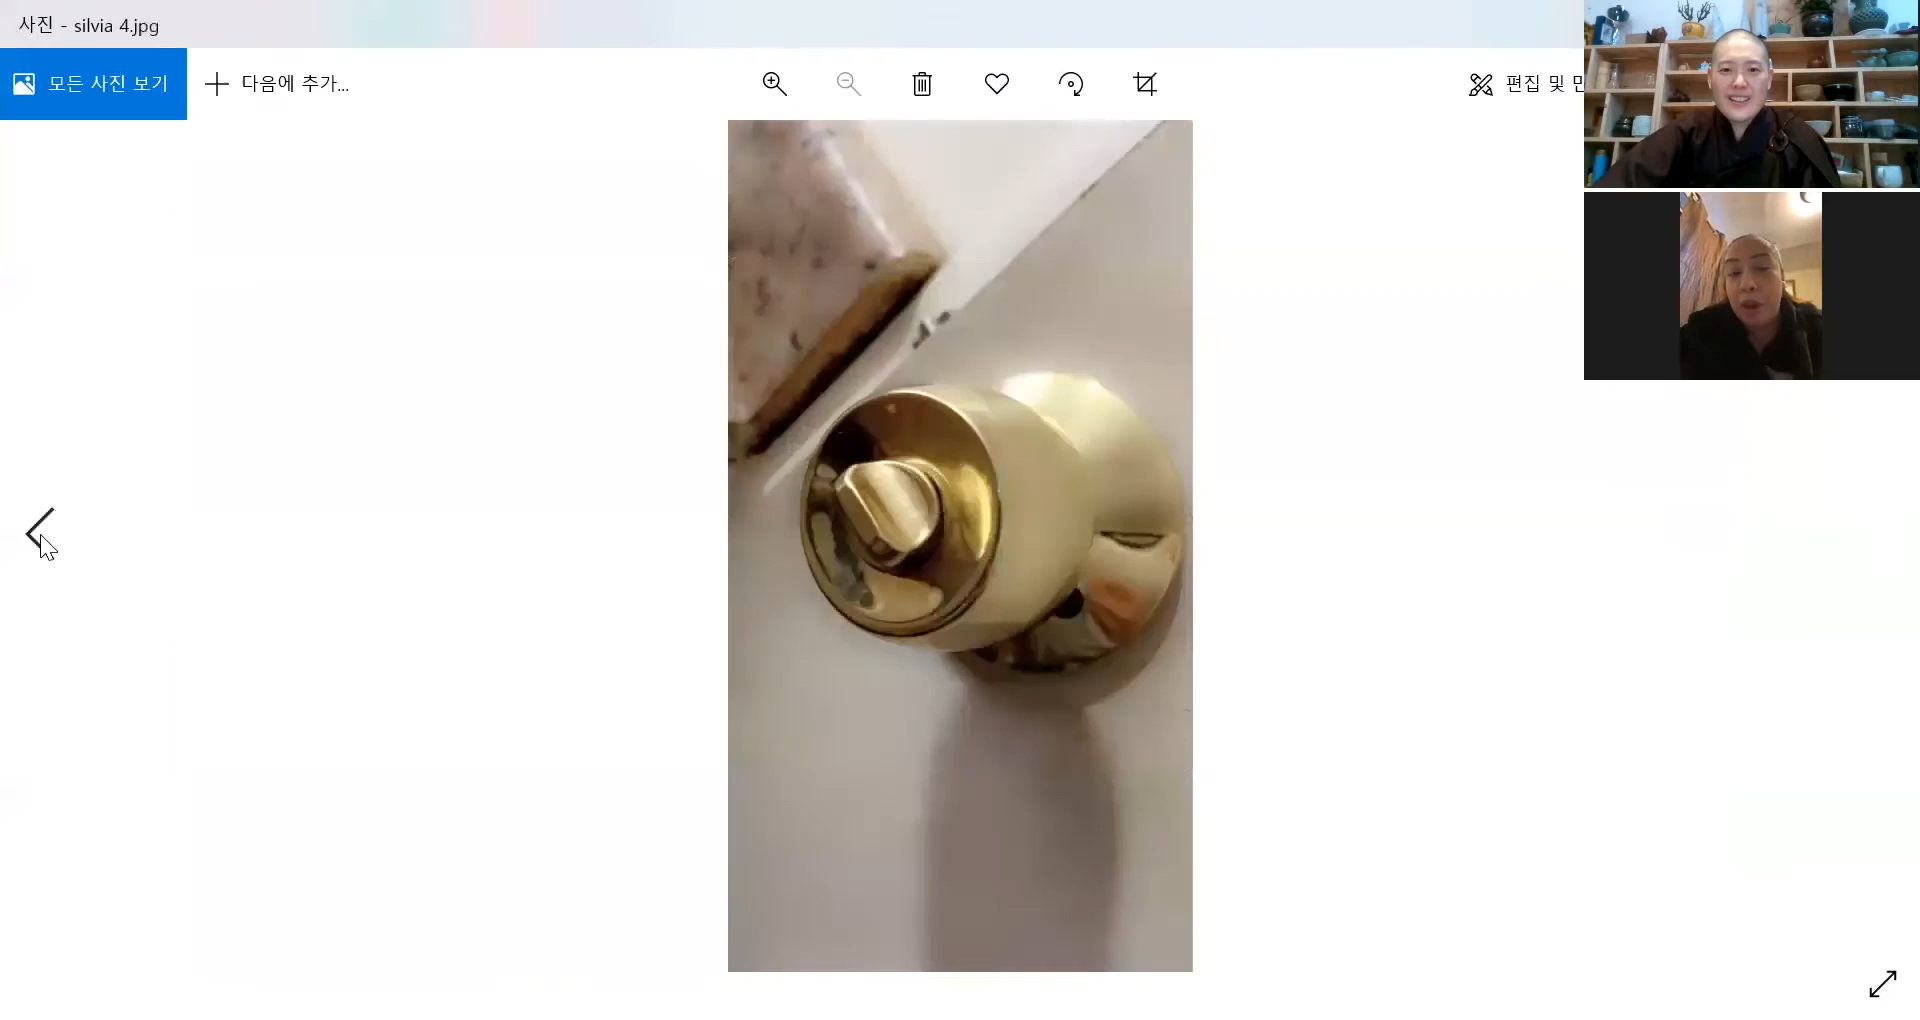 사진 - silvia 4.jpg
모든 사진 보기
다음에 추가...
편집 및